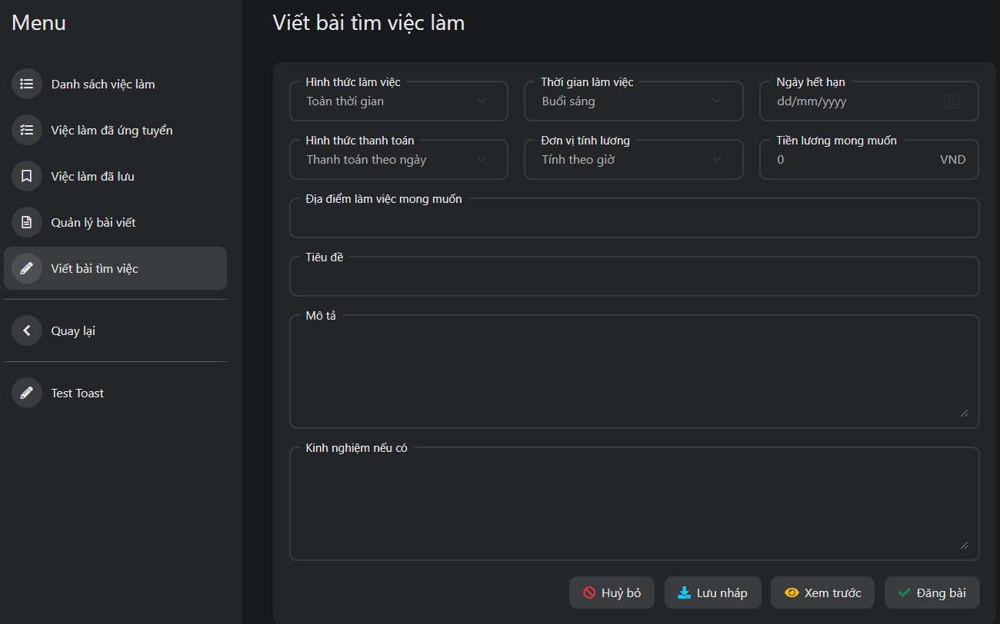 Menu
Danh sách việc làm
Việc làm đã ứng tuyển
Việc làm đã lưu
Quản lý bài viết
Viết bài tìm việc
Quay lại
Test Toast
Viết bài tìm việc làm
Hình thức làm việc
Toàn thời gian
Thời gian làm việc
Buổi sáng
Ngày hết hạn
dd/mm/yyyy
Hình thức thanh toán
Thanh toán theo ngày
Đơn vị tính lương
Tính theo giờ
Tiền lương mong muốn
0 VND
Địa điểm làm việc mong muốn
Tiêu đề
Mô tả
Kinh nghiệm nếu có
Huỷ bỏ
Lưu nháp
Xem trước
Đăng bài